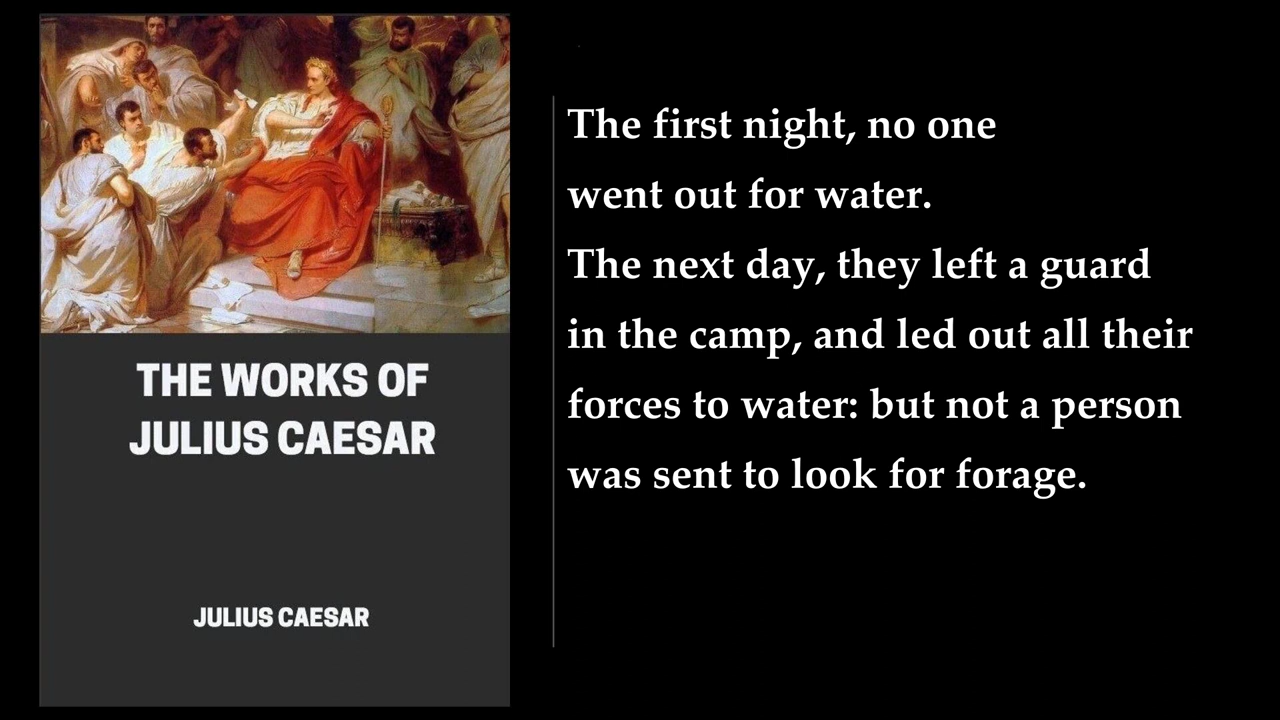 THE WORKS OF
JULIUS CAESAR
JULIUS CAESAR
The first night, no one
went out for water.
The next day, they left a guard
in the camp, and led out all their
forces to water: but not a person
was sent to look for forage.